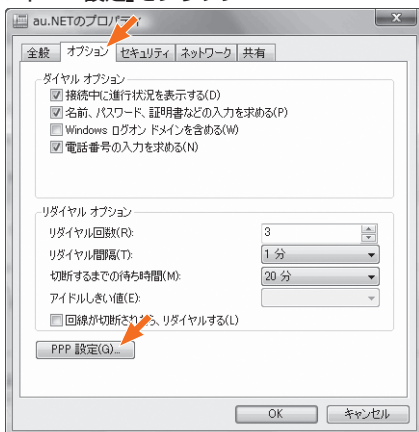 au.NETのプロパティ
全般 オプション セキュリティ ネットワーク 共有
ダイヤル オプション
接続中に進行状況を表示する(D)
名前、パスワード、証明書などの入力を求める(P)
Windows ログオン ドメインを含める(W)
電話番号の入力を求める(N)
リダイヤル オプション
リダイヤル回数(R): 3
リダイヤル間隔(T): 1 分
切断するまでの待ち時間(M): 20 分
アイドルしきい値(E):
回線が切断されたら、リダイヤルする(L)
PPP 設定(G)...
OK キャンセル